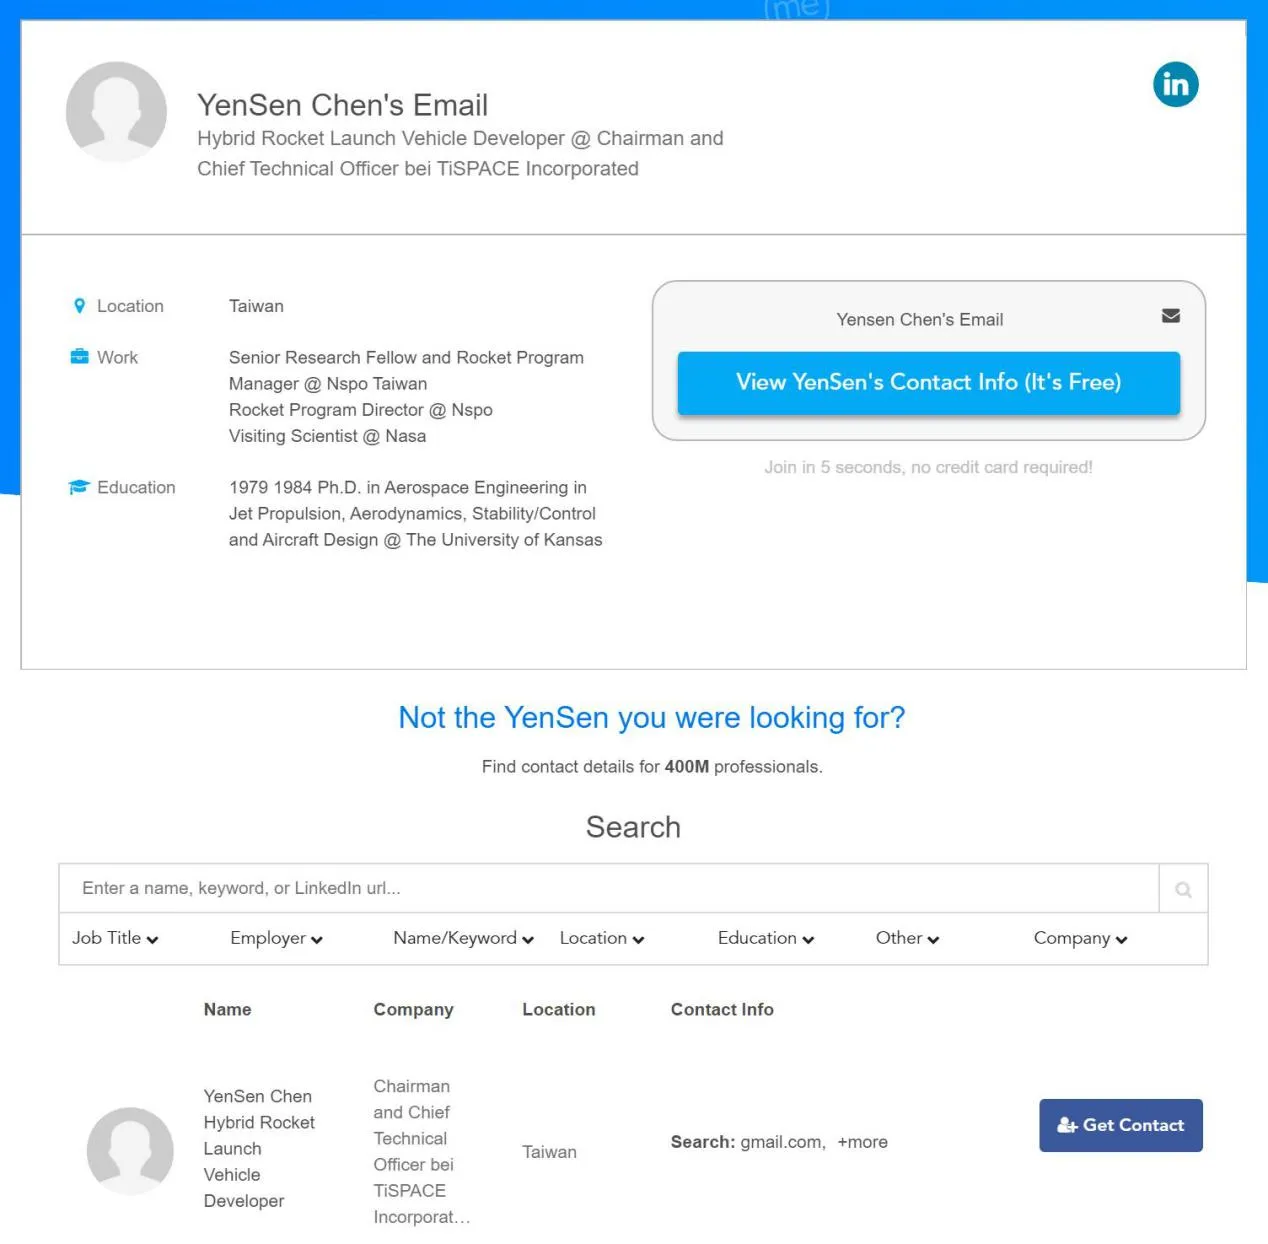 (me)
in
YenSen Chen's Email
Hybrid Rocket Launch Vehicle Developer @ Chairman and
Chief Technical Officer bei TiSPACE Incorporated
Location
Taiwan
Work
Senior Research Fellow and Rocket Program
Manager @ Nspo Taiwan
Rocket Program Director @ Nspo
Visiting Scientist @ Nasa
Education
1979 1984 Ph.D. in Aerospace Engineering in
Jet Propulsion, Aerodynamics, Stability/Control
and Aircraft Design @ The University of Kansas
Yensen Chen's Email
View YenSen's Contact Info (It's Free)
Join in 5 seconds, no credit card required!
Not the YenSen you were looking for?
Find contact details for 400M professionals.
Search
Enter a name, keyword, or LinkedIn url...
Job Title Employer Name/Keyword Location Education Other Company
Name Company Location Contact Info
YenSen Chen
Hybrid Rocket
Launch
Vehicle
Developer
Chairman
and Chief
Technical
Officer bei
TiSPACE
Incorporat...
Taiwan
Search: gmail.com, +more
Get Contact